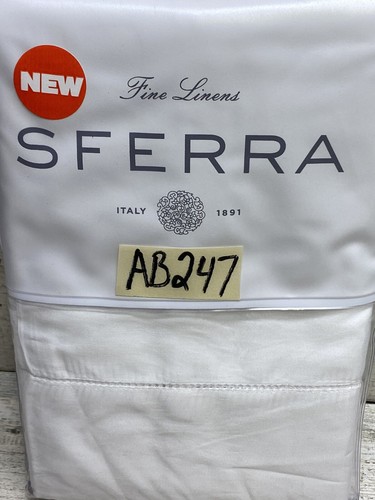 NEW
Fine Linens
SFERRA
ITALY 1891
AB247